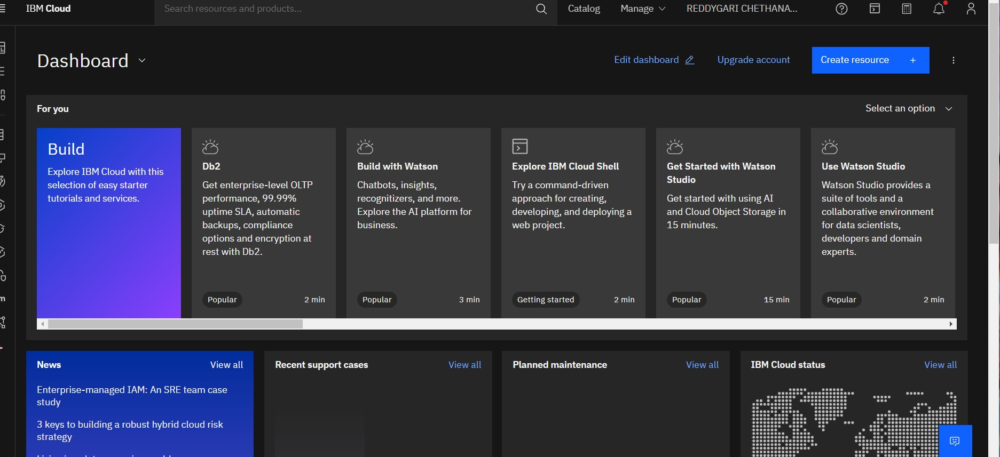 IBM Cloud
Search resources and products...
Catalog
Manage
REDDYGARI CHETHANA...
Dashboard
Edit dashboard
Upgrade account
Create resource +
For you
Select an option
Build
Explore IBM Cloud with this
selection of easy starter
tutorials and services.
Db2
Get enterprise-level OLTP
performance, 99.99%
uptime SLA, automatic
backups, compliance
options and encryption at
rest with Db2.
Popular
2 min
Build with Watson
Chatbots, insights,
recognitizers, and more.
Explore the AI platform for
business.
Popular
3 min
Explore IBM Cloud Shell
Try a command-driven
approach for creating,
developing, and deploying a
web project.
Getting started
2 min
Get Started with Watson
Studio
Get started with using AI
and Cloud Object Storage in
15 minutes.
Popular
15 min
Use Watson Studio
Watson Studio provides a
suite of tools and a
collaborative environment
for data scientists,
developers and domain
experts.
Popular
2 min
News
View all
Enterprise-managed IAM: An SRE team case
study
3 keys to building a robust hybrid cloud risk
strategy
Recent support cases
View all
Planned maintenance
View all
IBM Cloud status
View all